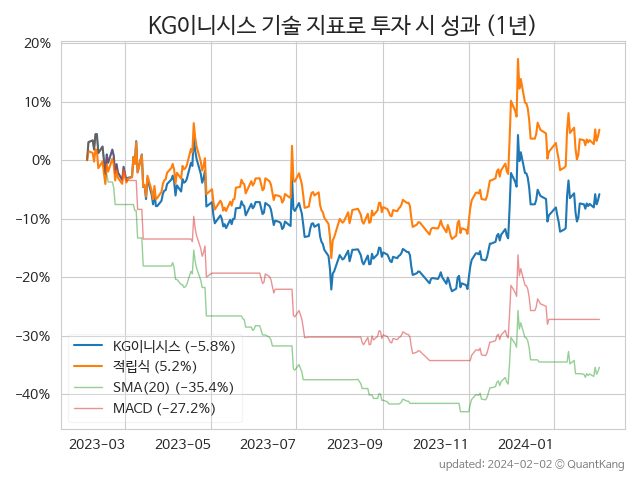 KG이니시스 기술 지표로 투자 시 성과 (1년)
20%
10%
0%
−10%
−20%
−30%
−40%
KG이니시스 (−5.8%)
적립식 (5.2%)
SMA(20) (−35.4%)
MACD (−27.2%)
2023-03 2023-05 2023-07 2023-09 2023-11 2024-01
updated: 2024-02-02 © QuantKang